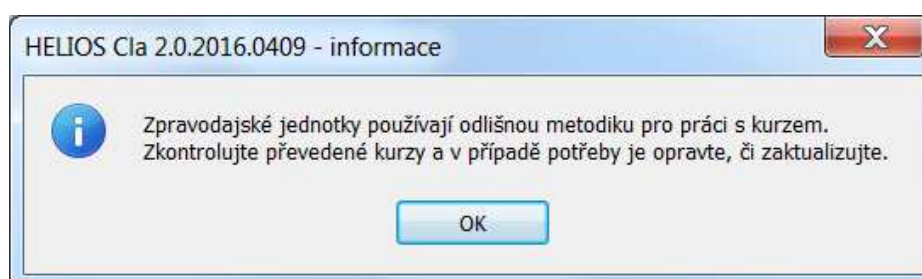 HELIOS Cla 2.0.2016.0409 - informace
Zpravodajské jednotky používají odlišnou metodiku pro práci s kurzem.
Zkontrolujte převedené kurzy a v případě potřeby je opravte, či zaktualizujte.
OK